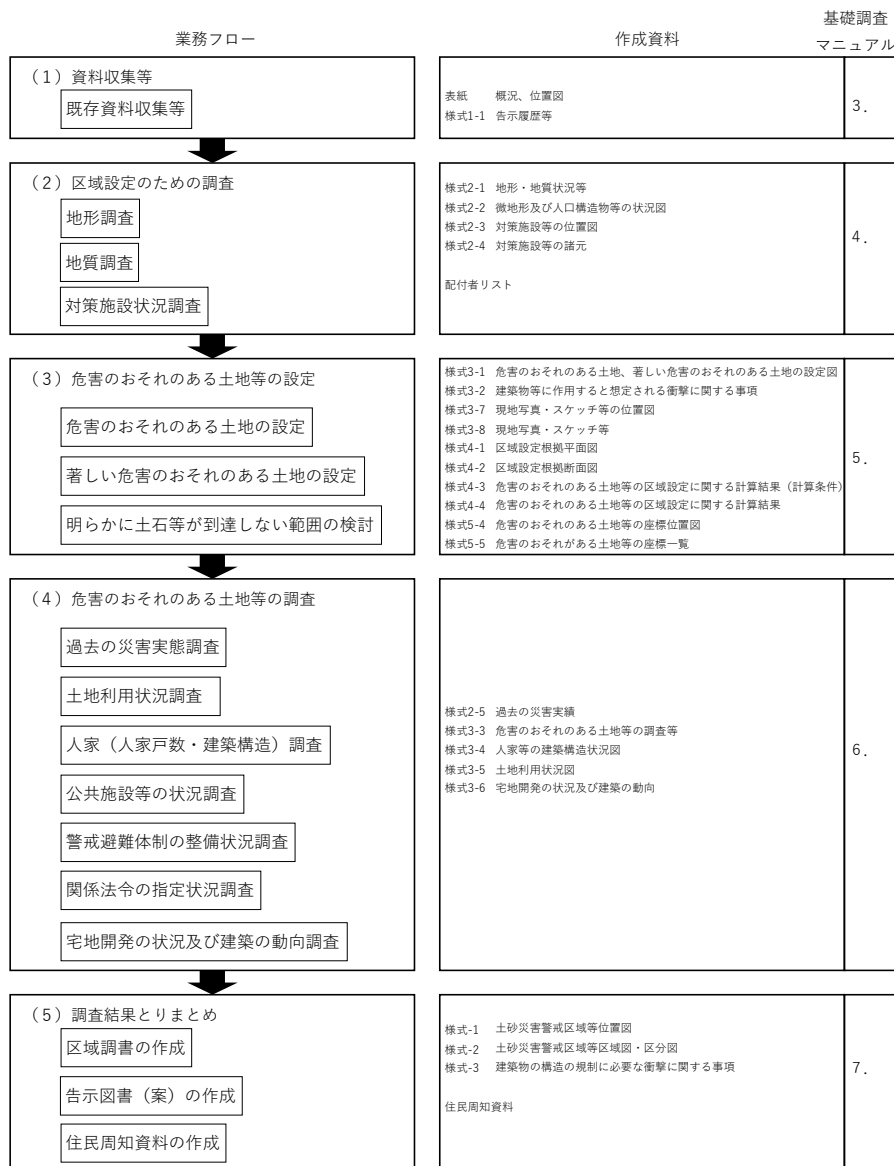 業務フロー
作成資料
基礎調査
マニュアル
（1）資料収集等
既存資料収集等
表紙 概況、位置図
様式1-1 告示履歴等
3.
（2）区域設定のための調査
地形調査
地質調査
対策施設状況調査
様式2-1 地形・地質状況等
様式2-2 微地形及び人口構造物等の状況図
様式2-3 対策施設等の位置図
様式2-4 対策施設等の諸元
配付者リスト
4.
（3）危害のおそれのある土地等の設定
危害のおそれのある土地の設定
著しい危害のおそれのある土地の設定
明らかに土石等が到達しない範囲の検討
様式3-1 危害のおそれのある土地、著しい危害のおそれのある土地の設定図
様式3-2 建築物等に作用すると想定される衝撃に関する事項
様式3-7 現地写真・スケッチ等の位置図
様式3-8 現地写真・スケッチ等
様式4-1 区域設定根拠平面図
様式4-2 区域設定根拠断面図
様式4-3 危害のおそれのある土地等の区域設定に関する計算結果（計算条件）
様式4-4 危害のおそれのある土地等の区域設定に関する計算結果
様式5-4 危害のおそれのある土地等の座標位置図
様式5-5 危害のおそれがある土地等の座標一覧
5.
（4）危害のおそれのある土地等の調査
過去の災害実態調査
土地利用状況調査
人家（人家戸数・建築構造）調査
公共施設等の状況調査
警戒避難体制の整備状況調査
関係法令の指定状況調査
宅地開発の状況及び建築の動向調査
様式2-5 過去の災害実績
様式3-3 危害のおそれのある土地等の調査等
様式3-4 人家等の建築構造状況図
様式3-5 土地利用状況図
様式3-6 宅地開発の状況及び建築の動向
6.
（5）調査結果とりまとめ
区域調書の作成
告示図書（案）の作成
住民周知資料の作成
様式-1 土砂災害警戒区域等位置図
様式-2 土砂災害警戒区域等区域図・区分図
様式-3 建築物の構造の規制に必要な衝撃に関する事項
住民周知資料
7.